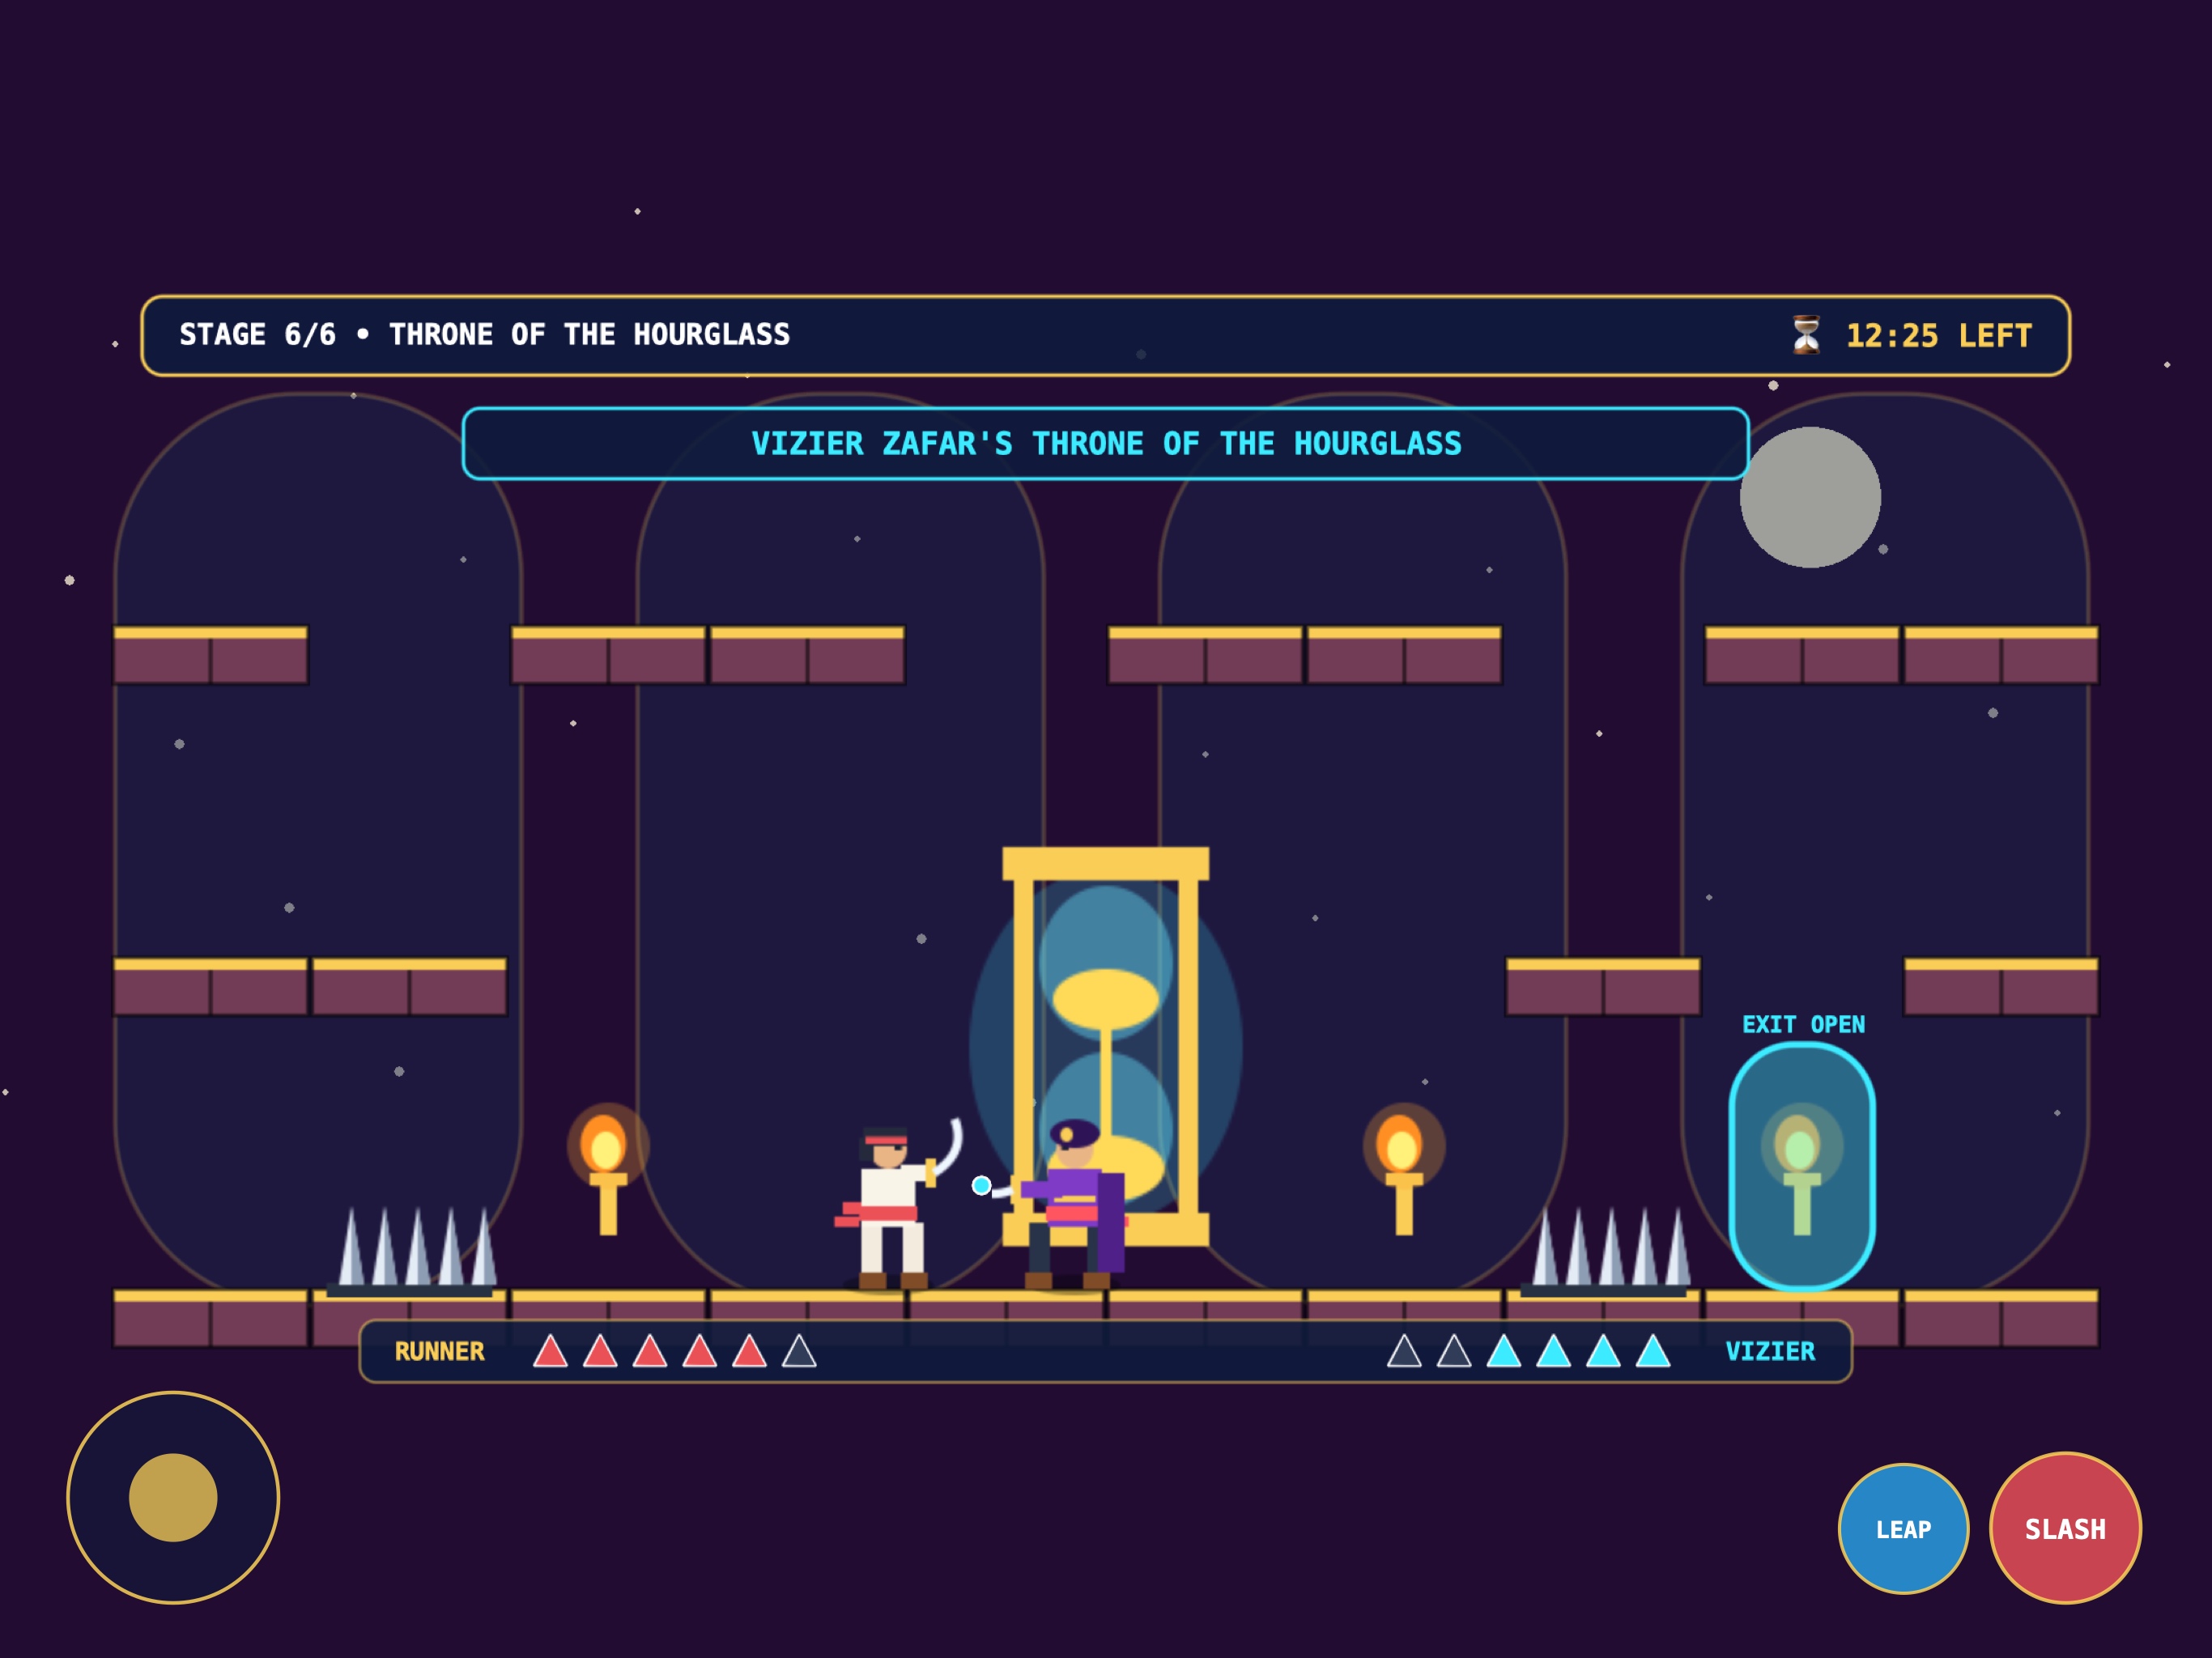 STAGE 6/6 • THRONE OF THE HOURGLASS
⏳ 12:25 LEFT
VIZIER ZAFAR'S THRONE OF THE HOURGLASS
EXIT OPEN
RUNNER
VIZIER
LEAP
SLASH